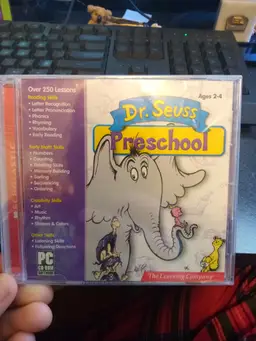 Over 250 Lessons
Reading Skills
• Letter Recognition
• Letter Pronunciation
• Phonics
• Rhyming
• Vocabulary
• Early Reading
Early Math Skills
• Numbers
• Counting
• Thinking Skills
• Memory Building
• Sorting
• Sequencing
• Ordering
Creativity Skills
• Art
• Music
• Rhythm
• Shapes & Colors
Other Skills
• Listening Skills
• Following Directions
PC
CD-ROM
Ages 2-4
Dr. Seuss
Preschool
The Learning Company